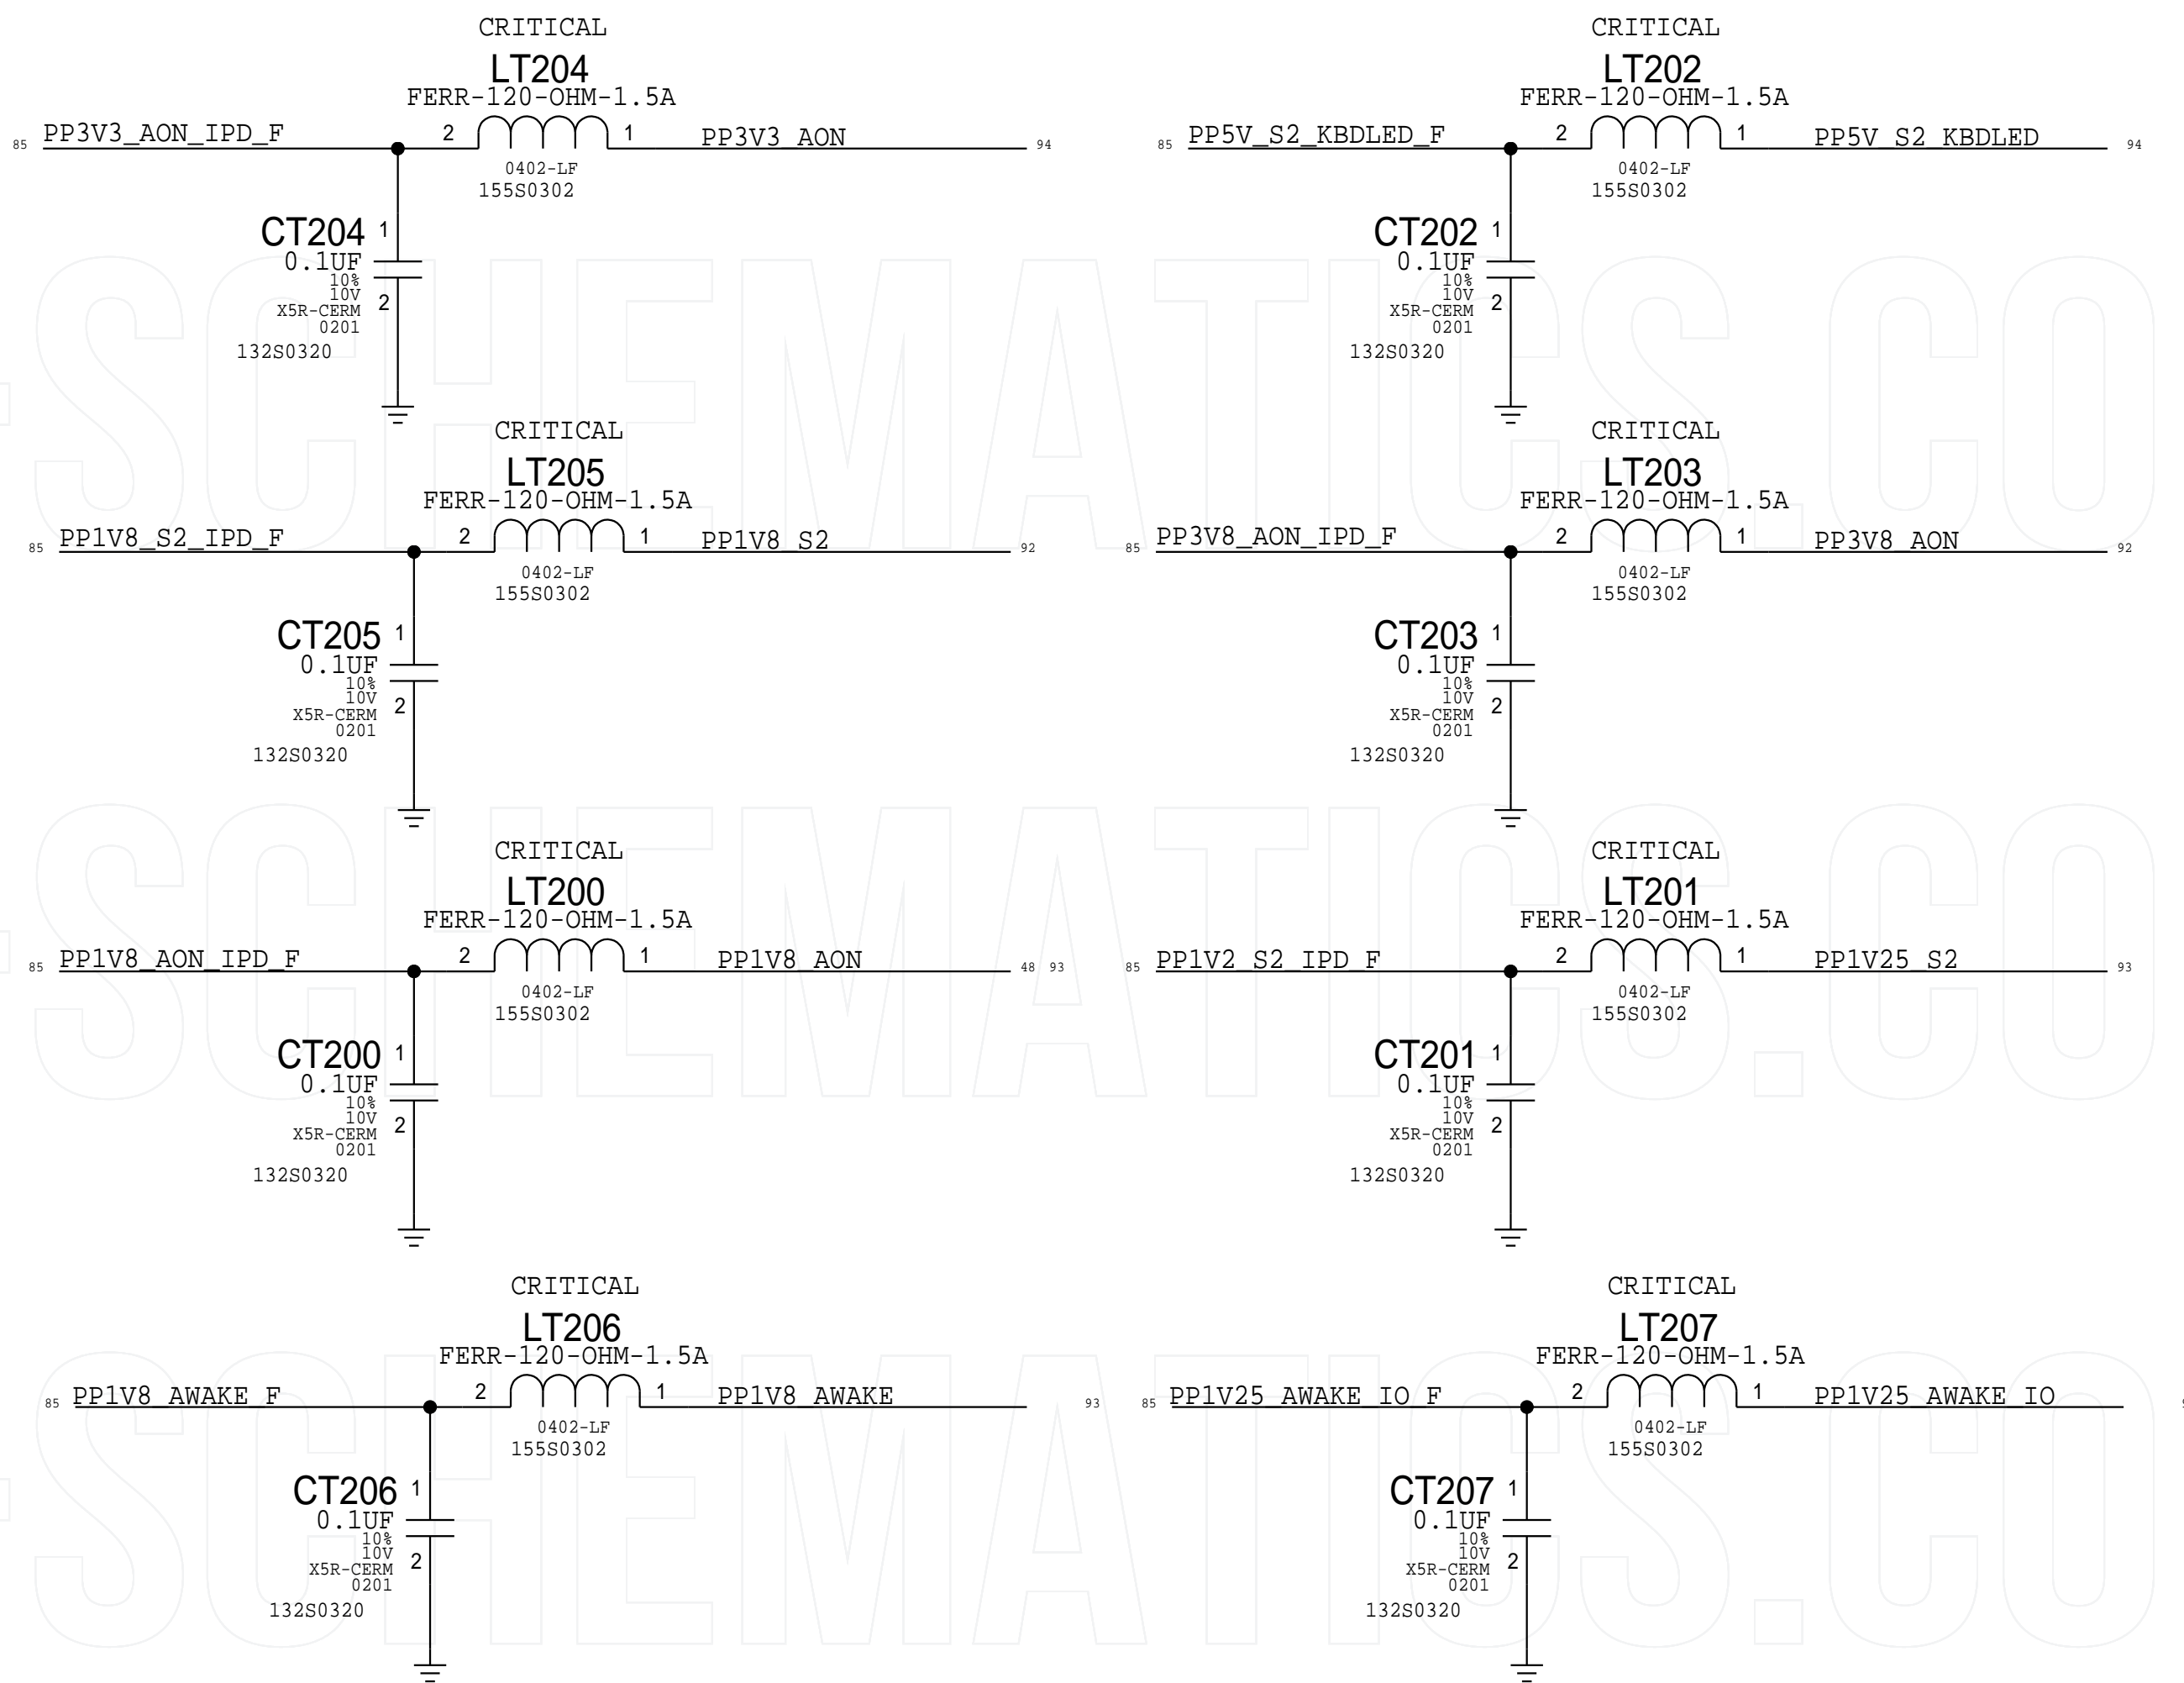 CRITICAL
LT204
FERR-120-OHM-1.5A
85 PP3V3_AON_IPD_F 2 1 PP3V3_AON 94
0402-LF
155S0302
CT204 1
0.1UF
10%
10V
2
X5R-CERM
0201
132S0320
CRITICAL
LT202
FERR-120-OHM-1.5A
85 PP5V_S2_KBDLED_F 2 1 PP5V_S2_KBDLED 94
0402-LF
155S0302
CT202 1
0.1UF
10%
10V
2
X5R-CERM
0201
132S0320
CRITICAL
LT205
FERR-120-OHM-1.5A
85 PP1V8_S2_IPD_F 2 1 PP1V8_S2 92
0402-LF
155S0302
CT205 1
0.1UF
10%
10V
2
X5R-CERM
0201
132S0320
CRITICAL
LT203
FERR-120-OHM-1.5A
85 PP3V8_AON_IPD_F 2 1 PP3V8_AON 92
0402-LF
155S0302
CT203 1
0.1UF
10%
10V
2
X5R-CERM
0201
132S0320
CRITICAL
LT200
FERR-120-OHM-1.5A
85 PP1V8_AON_IPD_F 2 1 PP1V8_AON 48 93
0402-LF
155S0302
CT200 1
0.1UF
10%
10V
2
X5R-CERM
0201
132S0320
CRITICAL
LT201
FERR-120-OHM-1.5A
85 PP1V2_S2_IPD_F 2 1 PP1V25_S2 93
0402-LF
155S0302
CT201 1
0.1UF
10%
10V
2
X5R-CERM
0201
132S0320
CRITICAL
LT206
FERR-120-OHM-1.5A
85 PP1V8_AWAKE_F 2 1 PP1V8_AWAKE 93
0402-LF
155S0302
CT206 1
0.1UF
10%
10V
2
X5R-CERM
0201
132S0320
CRITICAL
LT207
FERR-120-OHM-1.5A
85 PP1V25_AWAKE_IO_F 2 1 PP1V25_AWAKE_IO
0402-LF
155S0302
CT207 1
0.1UF
10%
10V
2
X5R-CERM
0201
132S0320
-SCHEMATICS.CO
-SCHEMATICS.CO
-SCHEMATICS.CO